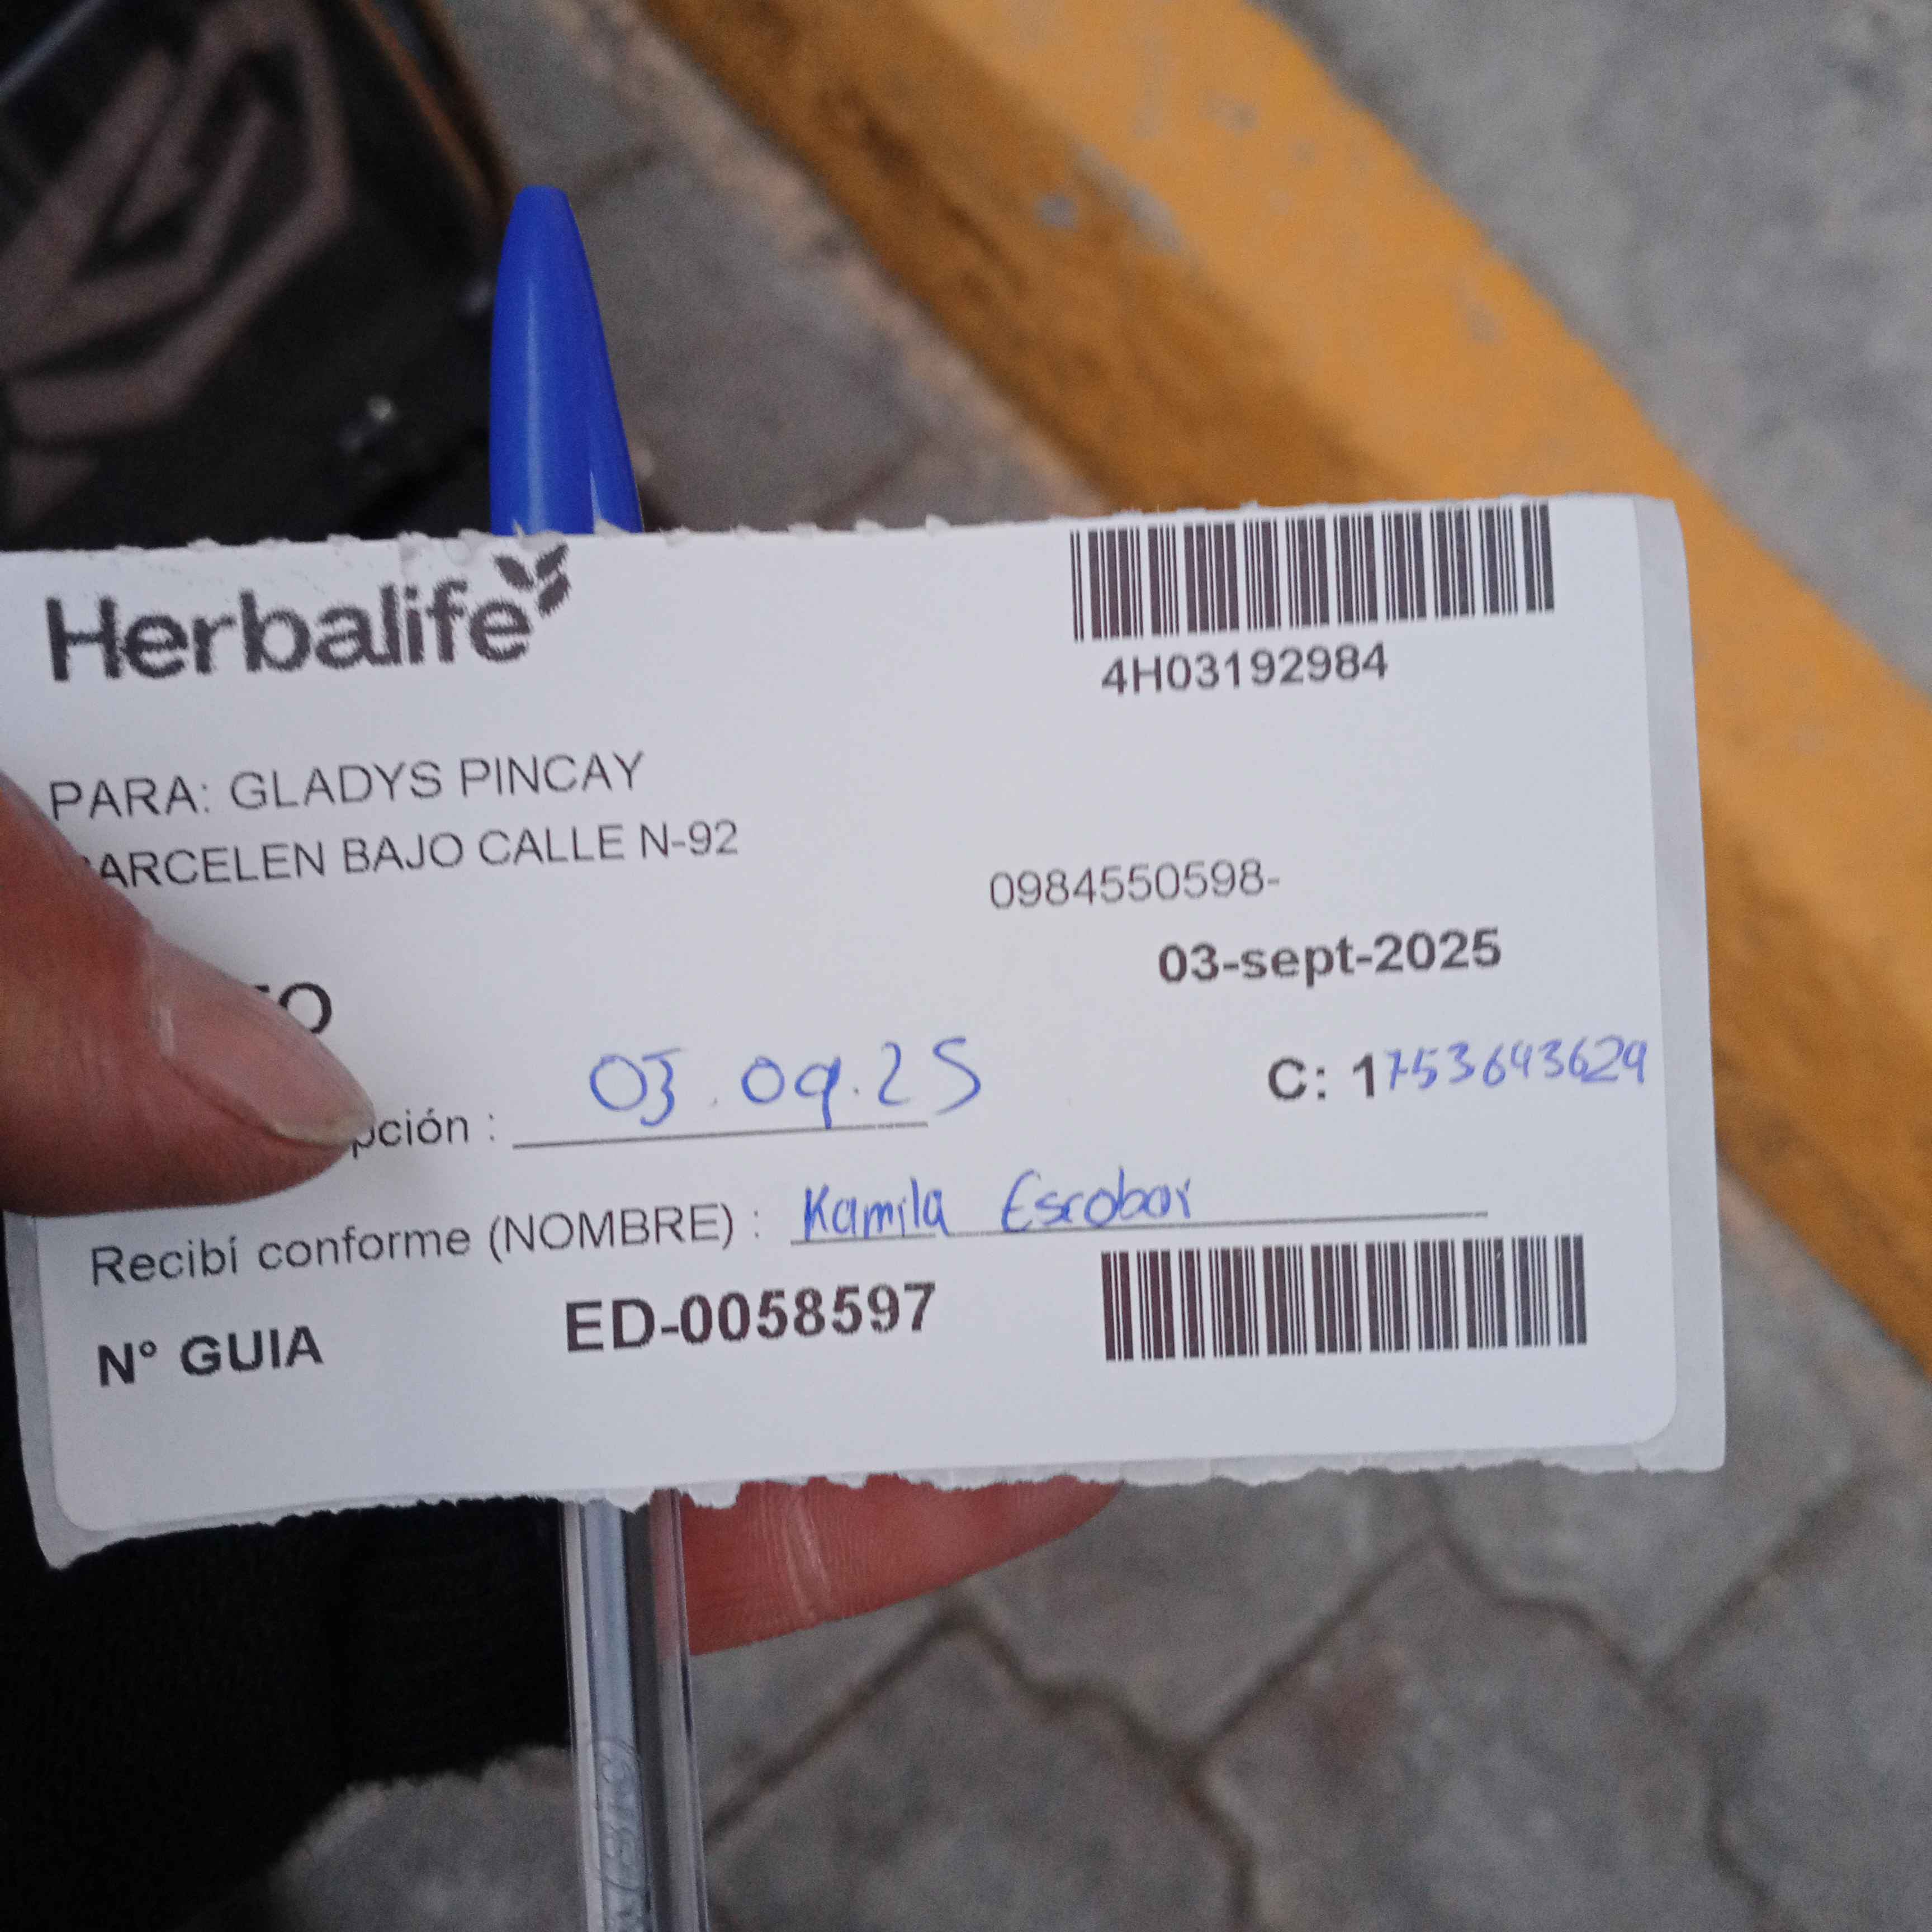 Herbalife
4H03192984
PARA: GLADYS PINCAY
ARCELEN BAJO CALLE N-92
0984550598-
03-sept-2025
TO
pción : 03.09.25
C: 1753643629
Recibí conforme (NOMBRE) : Kamila Escobar
N° GUIA ED-0058597